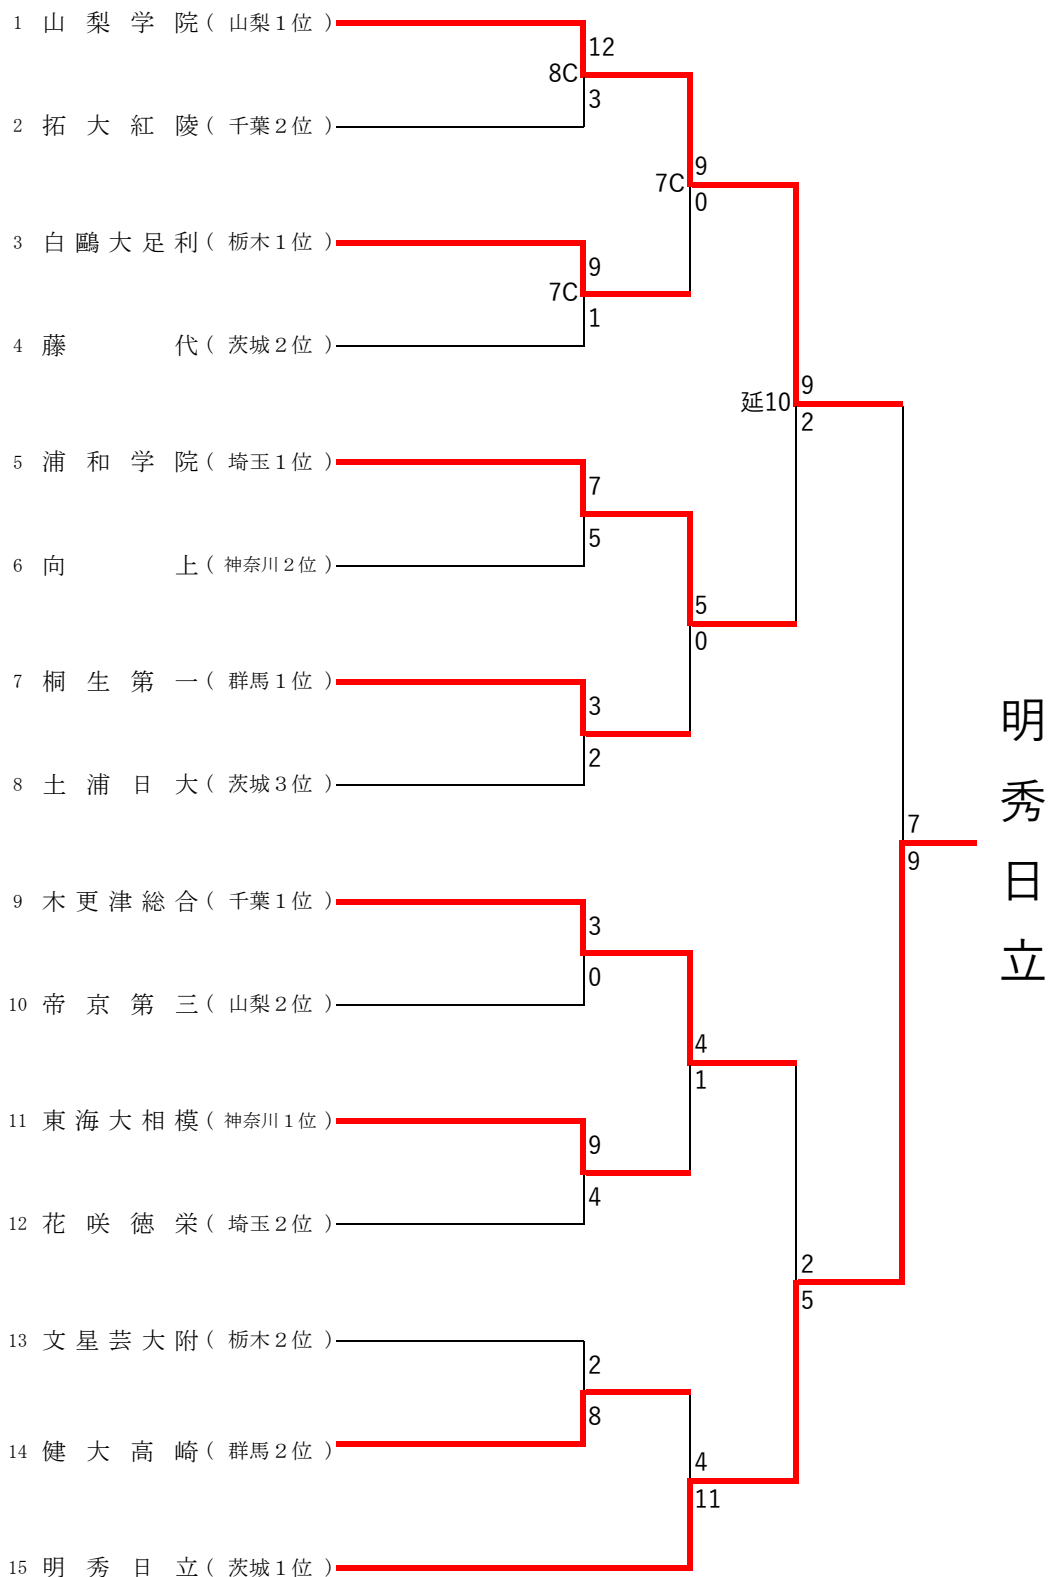 1 山梨学院 ( 山梨１位 )
12
8C
3
2 拓大紅陵 ( 千葉２位 )
9
7C
0
3 白鷗大足利 ( 栃木１位 )
9
7C
1
4 藤代 ( 茨城２位 )
9
延10
2
5 浦和学院 ( 埼玉１位 )
7
5
6 向上 ( 神奈川２位 )
5
0
7 桐生第一 ( 群馬１位 )
3
2
8 土浦日大 ( 茨城３位 )
7
9
明秀日立
9 木更津総合 ( 千葉１位 )
3
0
10 帝京第三 ( 山梨２位 )
4
1
11 東海大相模 ( 神奈川１位 )
9
4
12 花咲徳栄 ( 埼玉２位 )
2
5
13 文星芸大附 ( 栃木２位 )
2
8
14 健大高崎 ( 群馬２位 )
4
11
15 明秀日立 ( 茨城１位 )